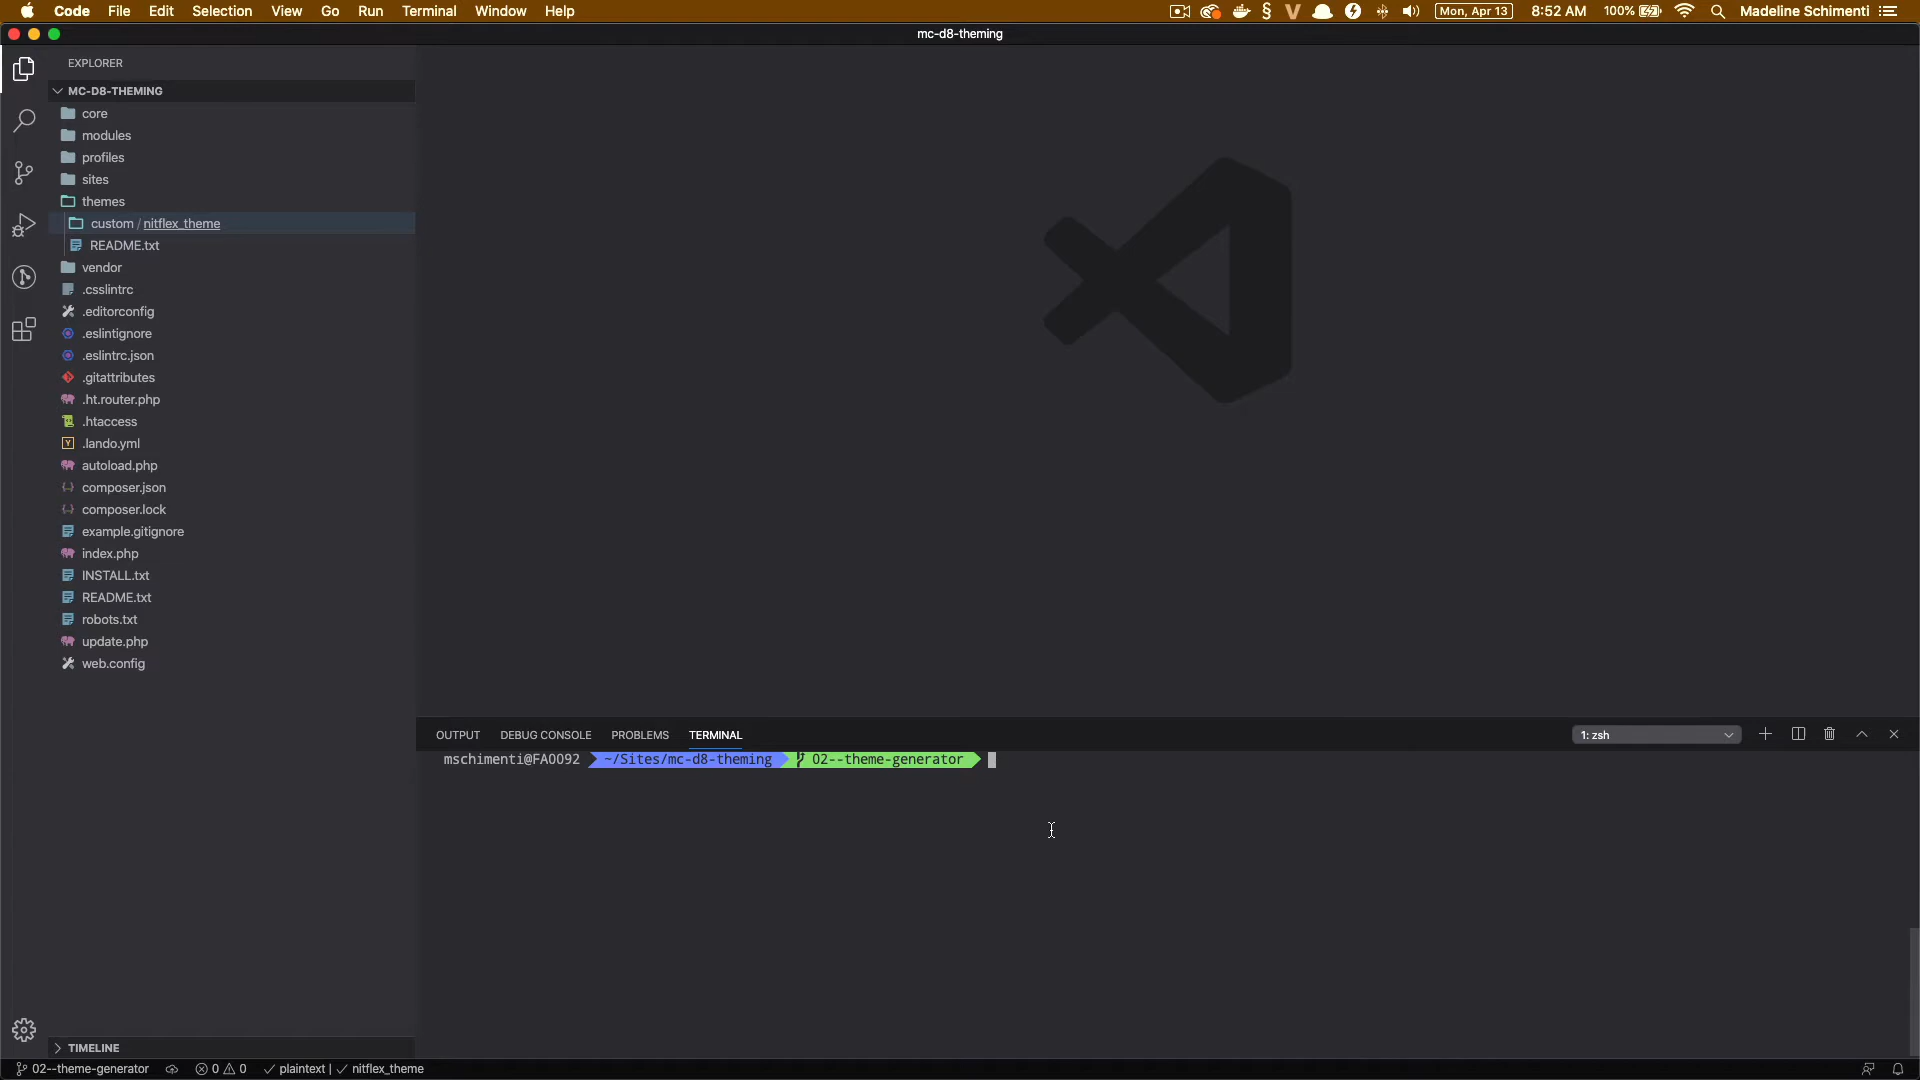 Code File Edit Selection View Go Run Terminal Window Help
Mon, Apr 13 8:52 AM 100% Madeline Schimenti
mc-d8-theming
EXPLORER
MC-D8-THEMING
core
modules
profiles
sites
themes
custom / nitflex_theme
README.txt
vendor
.csslintrc
.editorconfig
.eslintignore
.eslintrc.json
.gitattributes
.ht.router.php
.htaccess
.lando.yml
autoload.php
composer.json
composer.lock
example.gitignore
index.php
INSTALL.txt
README.txt
robots.txt
update.php
web.config
OUTPUT DEBUG CONSOLE PROBLEMS TERMINAL
1: zsh
mschimenti@FA0092 ~/Sites/mc-d8-theming 02--theme-generator
TIMELINE
02--theme-generator 0 0 plaintext | nitflex_theme